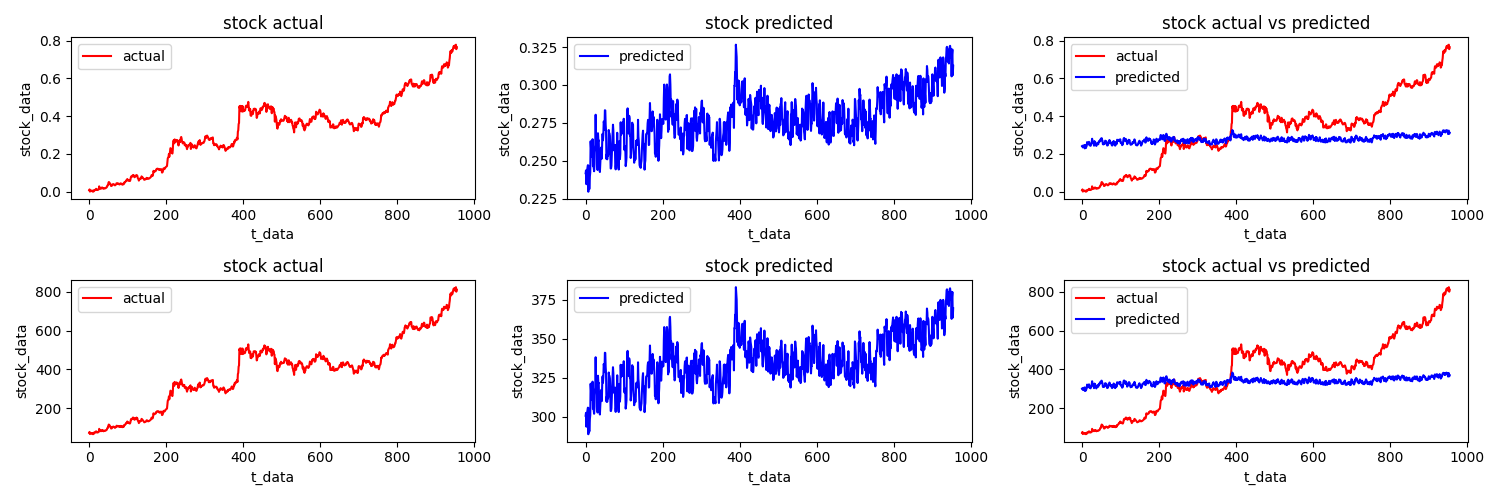 stock actual
actual
stock_data
0.8
0.6
0.4
0.2
0.0
0 200 400 600 800 1000
t_data
stock predicted
predicted
stock_data
0.325
0.300
0.275
0.250
0.225
0 200 400 600 800 1000
t_data
stock actual vs predicted
actual
predicted
stock_data
0.8
0.6
0.4
0.2
0.0
0 200 400 600 800 1000
t_data
stock actual
actual
stock_data
800
600
400
200
0 200 400 600 800 1000
t_data
stock predicted
predicted
stock_data
375
350
325
300
0 200 400 600 800 1000
t_data
stock actual vs predicted
actual
predicted
stock_data
800
600
400
200
0 200 400 600 800 1000
t_data